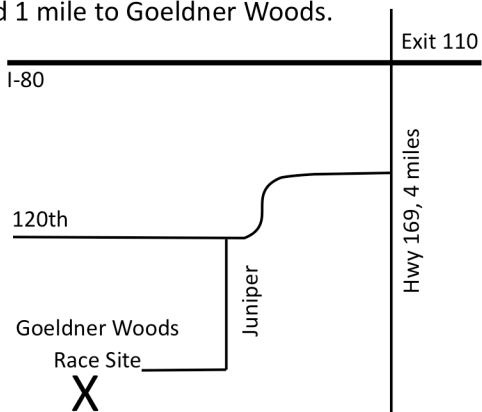 1 mile to Goeldner Woods.
Exit 110
I-80
Hwy 169, 4 miles
120th
Juniper
Goeldner Woods
Race Site
X